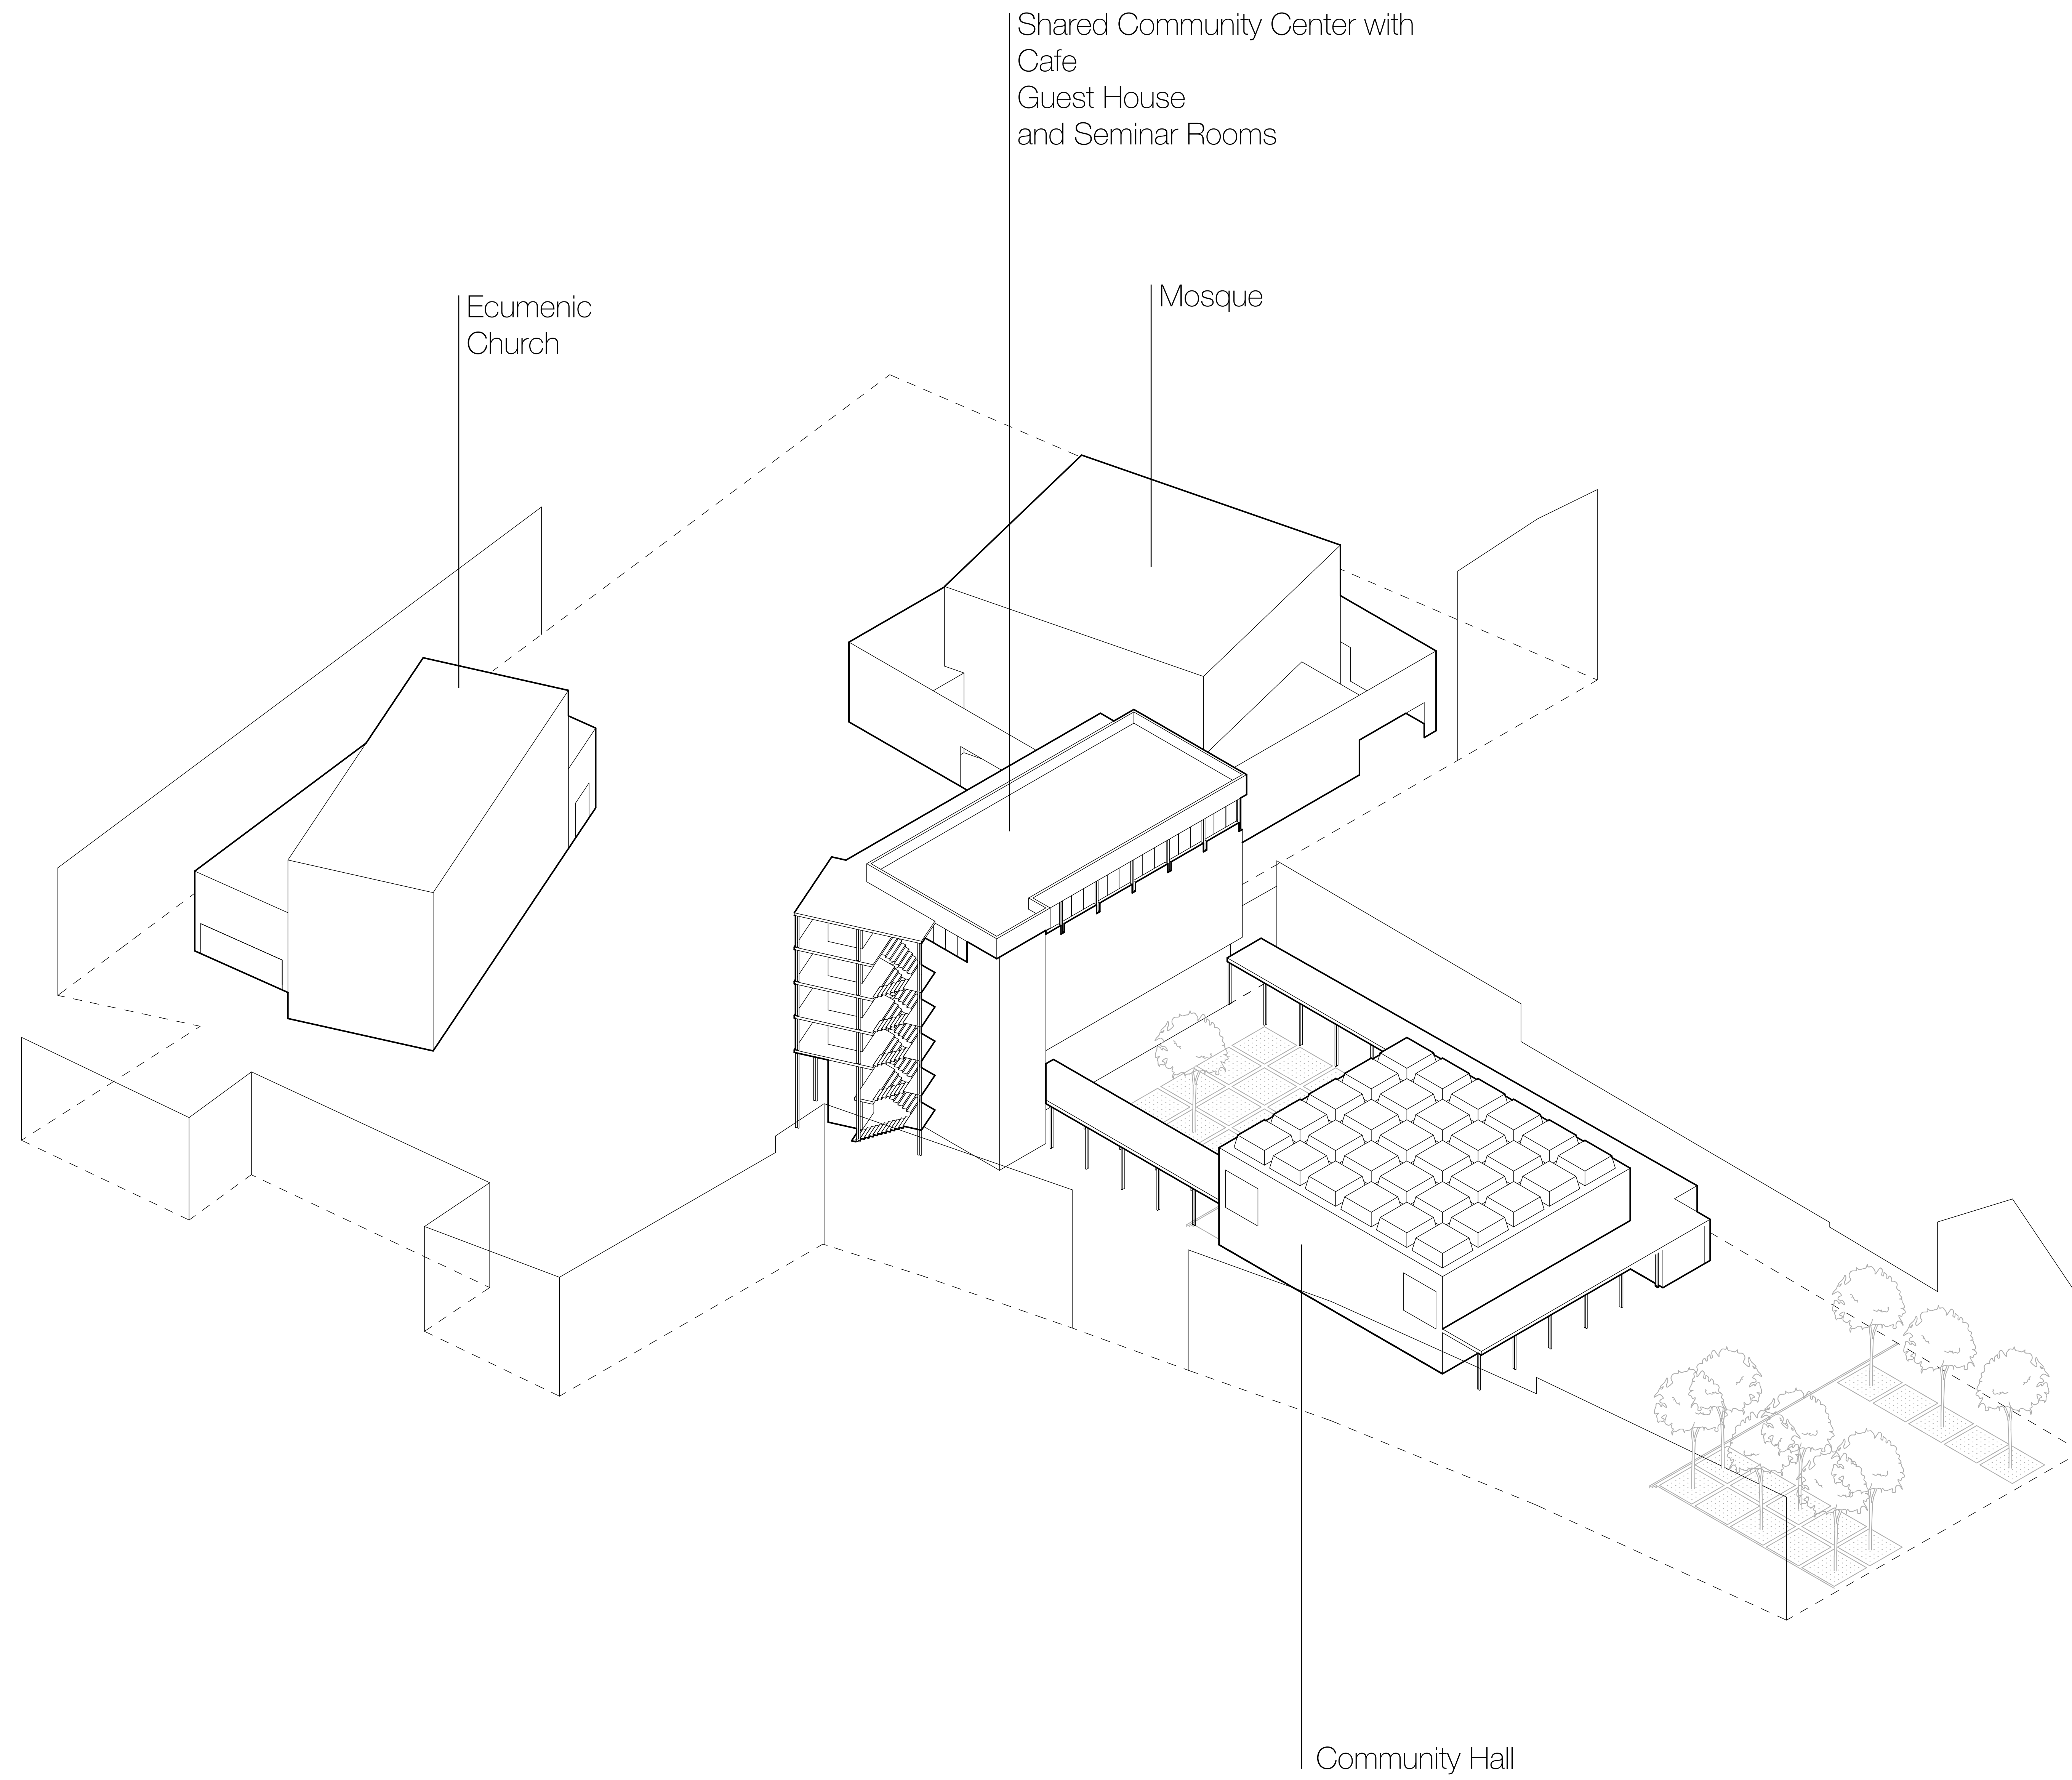 Shared Community Center with
Cafe
Guest House
and Seminar Rooms
Mosque
Ecumenic
Church
Community Hall